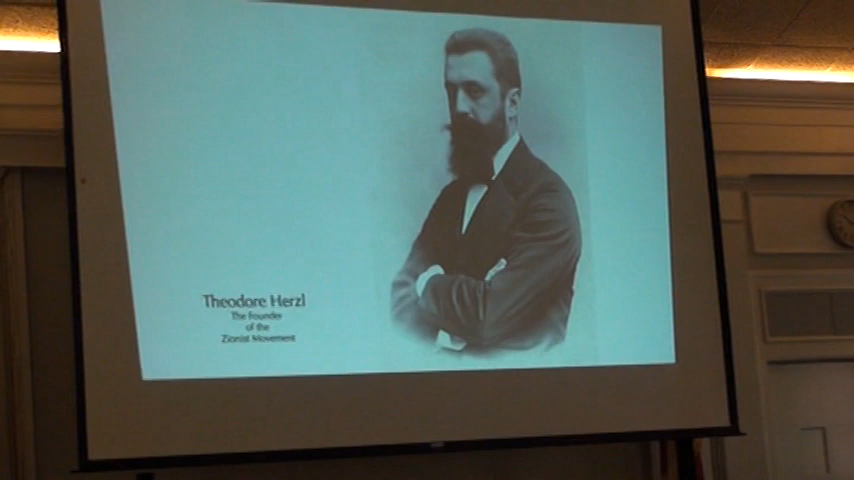 Theodore Herzl
The Founder
of the
Zionist Movement